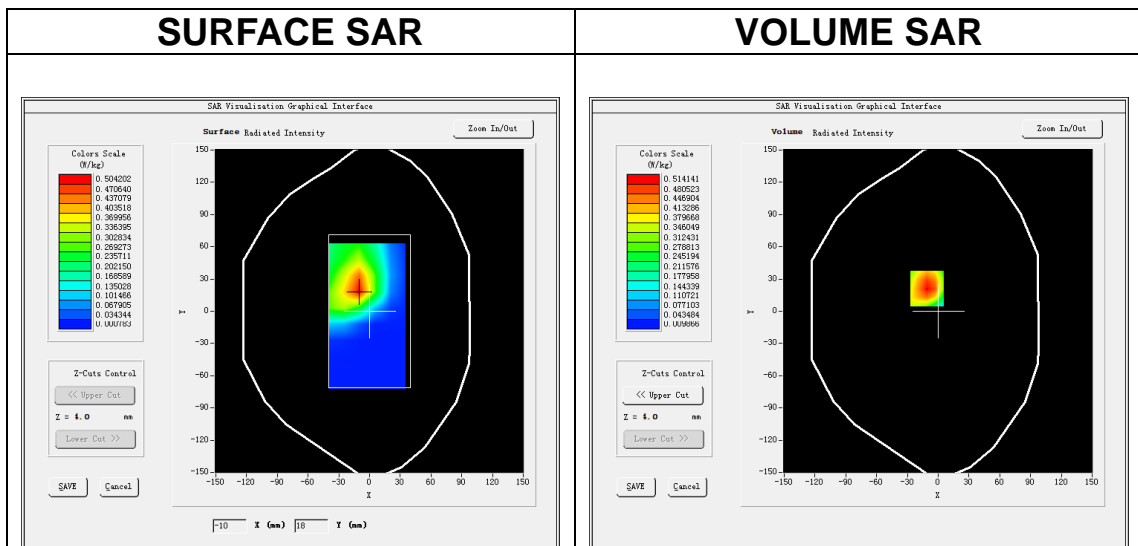 SURFACE SAR
VOLUME SAR
SAR Visualisation Graphical Interface
Surface Radiated Intensity
Zoom In/Out
Colors Scale
(W/kg)
0.504202
0.470640
0.437079
0.403518
0.369956
0.336395
0.302834
0.269273
0.235711
0.202150
0.168589
0.135028
0.101466
0.067905
0.034344
0.000783
150
120
90
60
30
0
-30
-60
-90
-120
-150
Y
-150 -120 -90 -60 -30 0 30 60 90 120 150
X
Z-Cuts Control
<< Upper Cut
Z = 4.0 mm
Lower Cut >>
SAVE Cancel
-10 X (mm) 18 Y (mm)
SAR Visualisation Graphical Interface
Volume Radiated Intensity
Zoom In/Out
Colors Scale
(W/kg)
0.514141
0.480523
0.446904
0.413286
0.379668
0.346049
0.312431
0.278813
0.245194
0.211576
0.177958
0.144339
0.110721
0.077103
0.043484
0.009866
150
120
90
60
30
0
-30
-60
-90
-120
-150
Y
-150 -120 -90 -60 -30 0 30 60 90 120 150
X
Z-Cuts Control
<< Upper Cut
Z = 4.0 mm
Lower Cut >>
SAVE Cancel